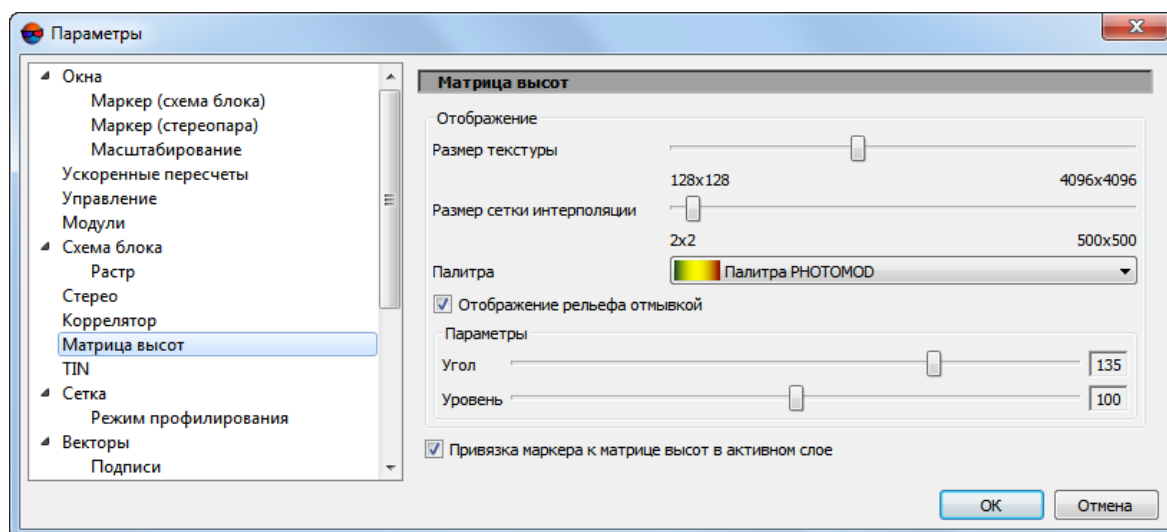 Параметры
Окна
Маркер (схема блока)
Маркер (стереопара)
Масштабирование
Ускоренные пересчеты
Управление
Модули
Схема блока
Растр
Стерео
Коррелятор
Матрица высот
TIN
Сетка
Режим профилирования
Векторы
Подписи
Матрица высот
Отображение
Размер текстуры
128x128 4096x4096
Размер сетки интерполяции
2x2 500x500
Палитра Палитра PHOTOMOD
Отображение рельефа отмывкой
Параметры
Угол 135
Уровень 100
Привязка маркера к матрице высот в активном слое
OK Отмена